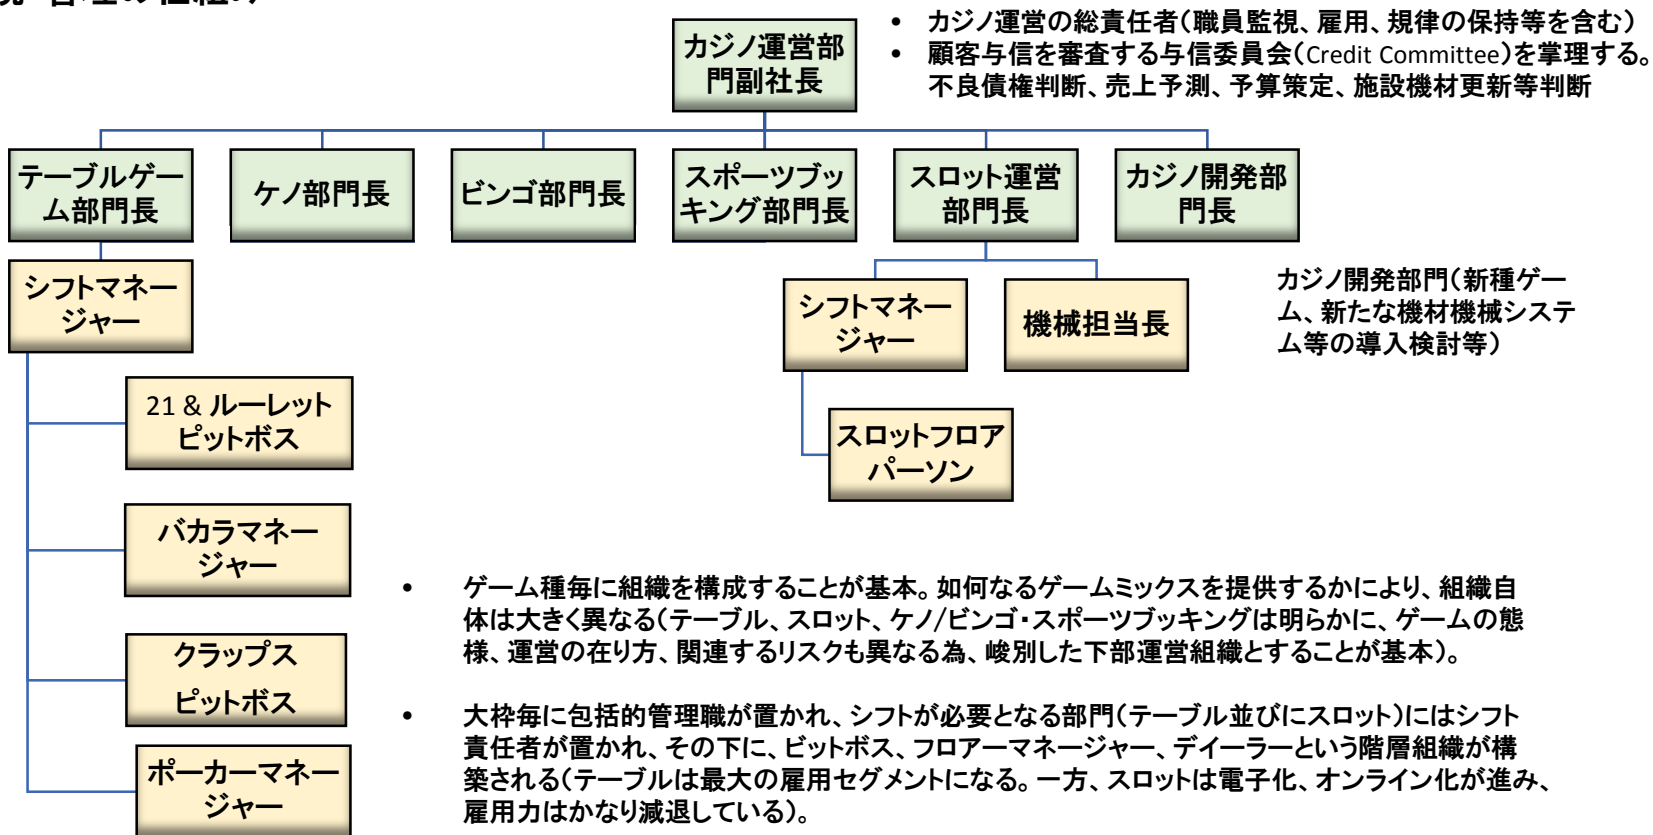 カジノ運営部
門副社長
• カジノ運営の総責任者（職員監視、雇用、規律の保持等を含む）
• 顧客与信を審査する与信委員会（Credit Committee）を掌理する。
不良債権判断、売上予測、予算策定、施設機材更新等判断
テーブルゲー
ム部門長
ケノ部門長
ビンゴ部門長
スポーツブッ
キング部門長
スロット運営
部門長
カジノ開発部
門長
シフトマネー
ジャー
シフトマネー
ジャー
機械担当長
カジノ開発部門（新種ゲー
ム、新たな機材機械システ
ム等の導入検討等）
21 & ルーレット
ピットボス
スロットフロア
パーソン
バカラマネー
ジャー
クラップス
ピットボス
ポーカーマネー
ジャー
• ゲーム種毎に組織を構成することが基本。如何なるゲームミックスを提供するかにより、組織自
体は大きく異なる（テーブル、スロット、ケノ/ビンゴ・スポーツブッキングは明らかに、ゲームの態
様、運営の在り方、関連するリスクも異なる為、峻別した下部運営組織とすることが基本）。
• 大枠毎に包括的管理職が置かれ、シフトが必要となる部門（テーブル並びにスロット）にはシフト
責任者が置かれ、その下に、ビットボス、フロアーマネージャー、デイーラーという階層組織が構
築される（テーブルは最大の雇用セグメントになる。一方、スロットは電子化、オンライン化が進み、
雇用力はかなり減退している）。